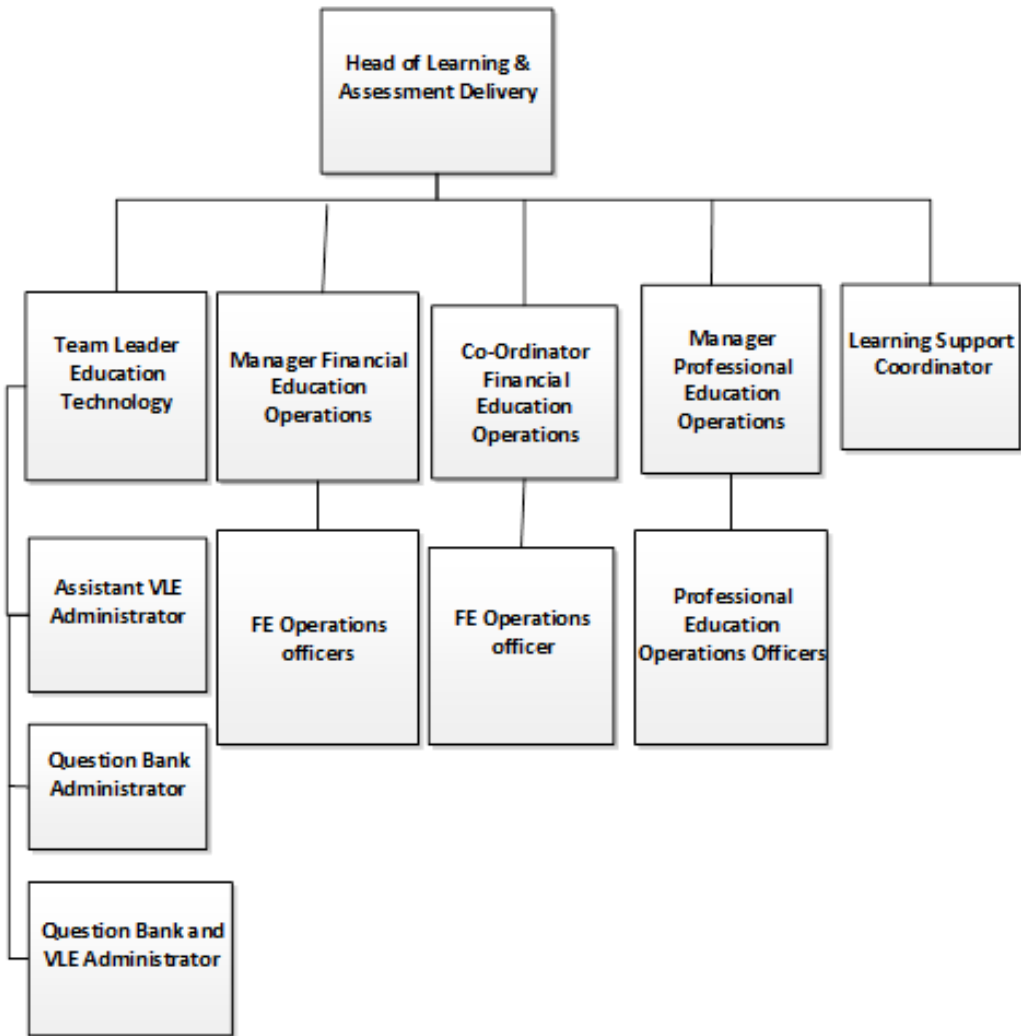 Head of Learning &
Assessment Delivery
Team Leader
Education
Technology
Manager Financial
Education
Operations
Co-Ordinator
Financial
Education
Operations
Manager
Professional
Education
Operations
Learning Support
Coordinator
Assistant VLE
Administrator
FE Operations
officers
FE Operations
officer
Professional
Education
Operations Officers
Question Bank
Administrator
Question Bank and
VLE Administrator